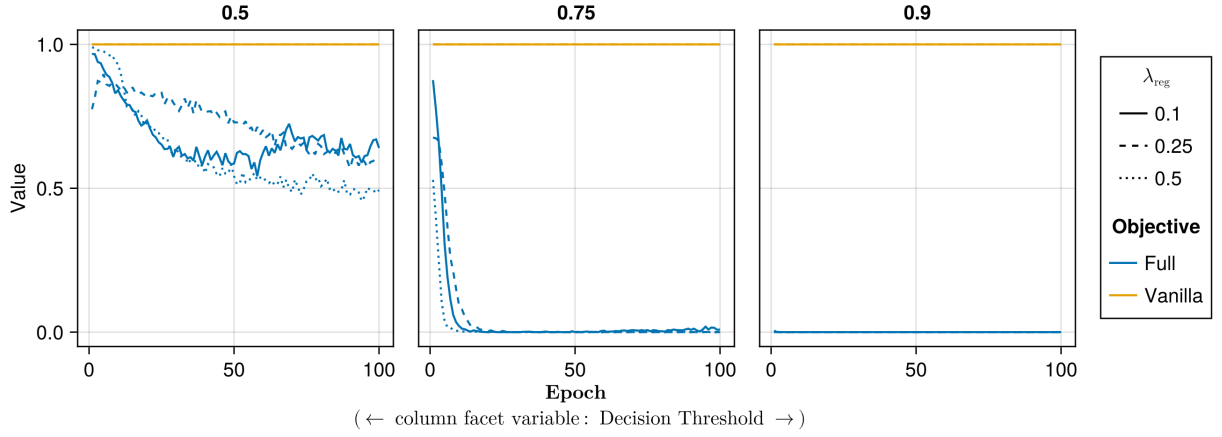 0.5
0.75
0.9
Value
1.0
0.5
0.0
0
50
100
0
50
100
0
50
100
Epoch
(← column facet variable: Decision Threshold →)
λreg
0.1
0.25
0.5
Objective
Full
Vanilla